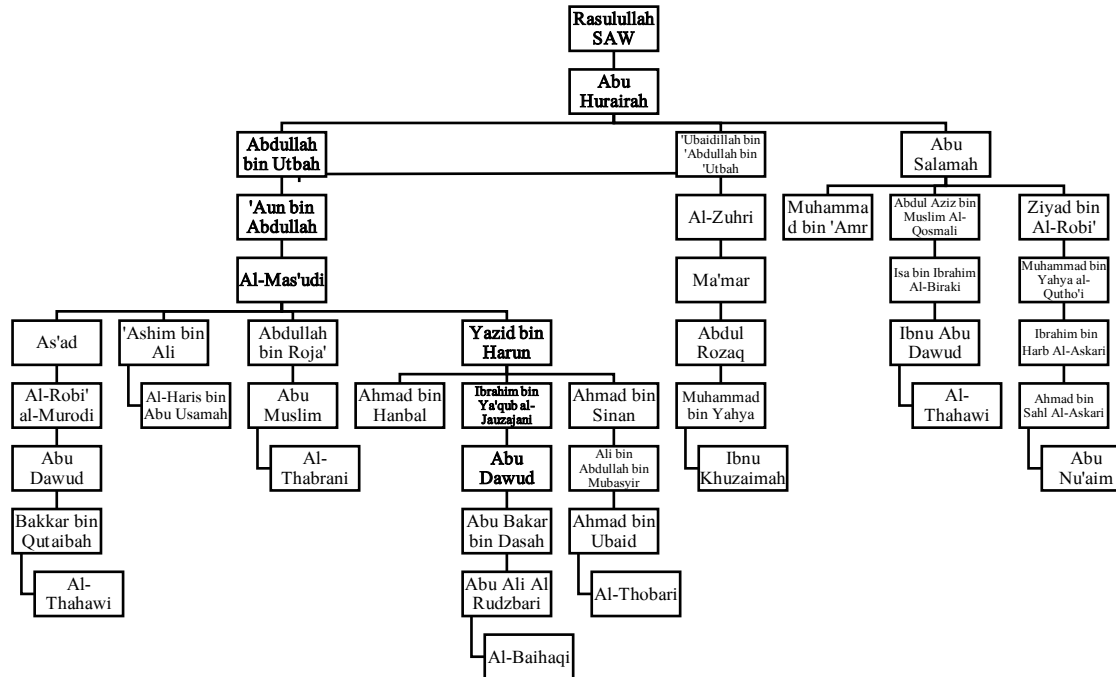 Rasulullah
SAW
Abu
Hurairah
Abdullah
bin Utbah
'Ubaidillah bin
'Abdullah bin
'Utbah
Abu
Salamah
'Aun bin
Abdullah
Al-Zuhri
Muhamma
d bin 'Amr
Abdul Aziz bin
Muslim Al-
Qosmali
Ziyad bin
Al-Robi'
Al-Mas'udi
Ma'mar
Isa bin Ibrahim
Al-Biraki
Muhammad bin
Yahya al-
Qutho'i
As'ad
'Ashim bin
Ali
Abdullah
bin Roja'
Yazid bin
Harun
Abdul
Rozaq
Ibnu Abu
Dawud
Ibrahim bin
Harb Al-Askari
Al-Robi'
al-Murodi
Al-Haris bin
Abu Usamah
Abu
Muslim
Ahmad bin
Hanbal
Ibrahim bin
Ya'qub al-
Jauzajani
Ahmad bin
Sinan
Muhammad
bin Yahya
Al-
Thahawi
Ahmad bin
Sahl Al-Askari
Abu
Dawud
Al-
Thabrani
Abu
Dawud
Ali bin
Abdullah bin
Mubasyir
Ibnu
Khuzaimah
Abu
Nu'aim
Bakkar bin
Qutaibah
Abu Bakar
bin Dasah
Ahmad bin
Ubaid
Al-
Thahawi
Abu Ali Al
Rudzbari
Al-Thobari
Al-Baihaqi